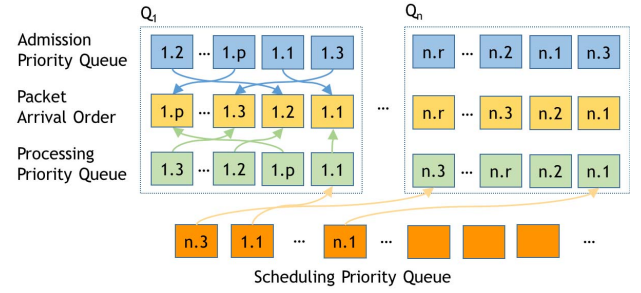 Q1 Qn
Admission
Priority Queue
1.2 ... 1.p 1.1 1.3 n.r ... n.2 n.1 n.3
Packet
Arrival Order
1.p ... 1.3 1.2 1.1 ... n.r ... n.3 n.2 n.1
Processing
Priority Queue
1.3 ... 1.2 1.p 1.1 n.3 ... n.r n.2 n.1
n.3 1.1 ... n.1 ... ...
Scheduling Priority Queue